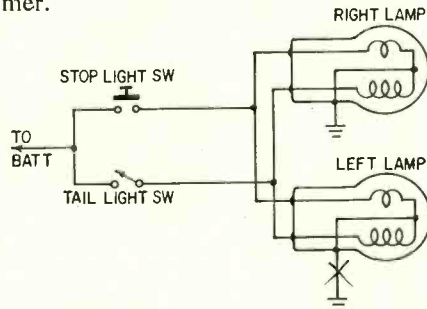 mer.
RIGHT LAMP
STOP LIGHT SW
TO
BATT
LEFT LAMP
TAIL LIGHT SW